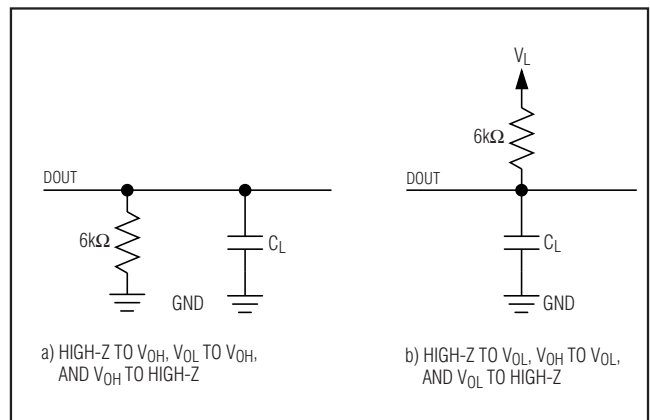 V_L
6kΩ
DOUT
6kΩ
C_L
GND
DOUT
C_L
GND
a) HIGH-Z TO V_OH, V_OL TO V_OH,
AND V_OH TO HIGH-Z
b) HIGH-Z TO V_OL, V_OH TO V_OL,
AND V_OL TO HIGH-Z